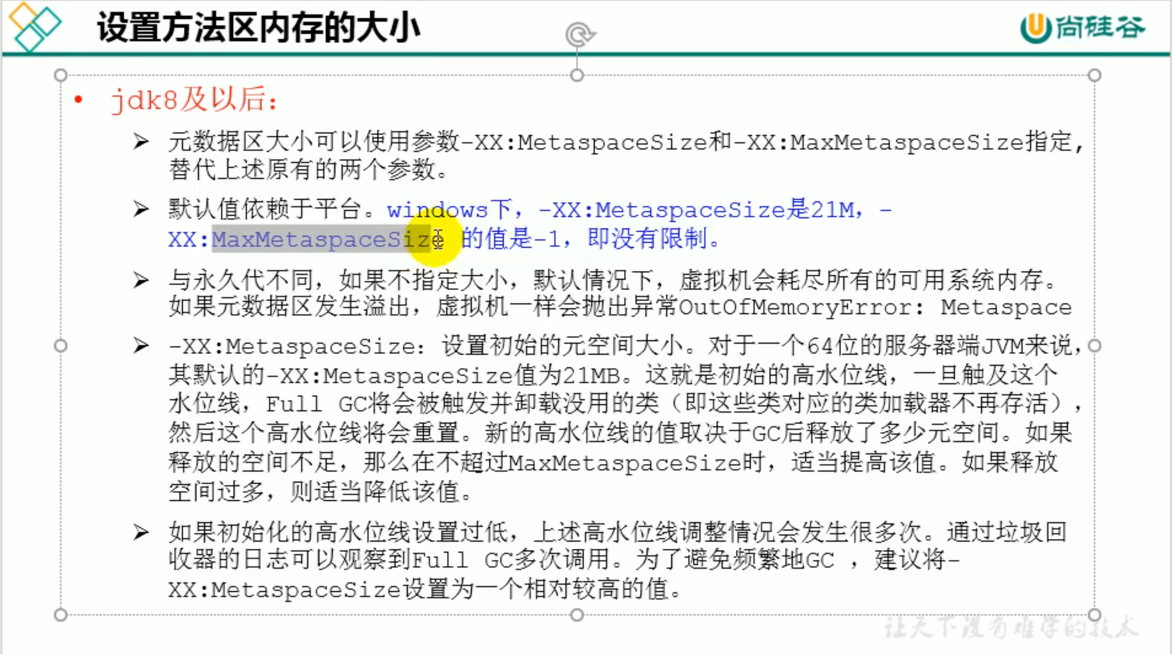 设置方法区内存的大小
尚硅谷
• jdk8及以后：
➢ 元数据区大小可以使用参数-XX:MetaspaceSize和-XX:MaxMetaspaceSize指定,
替代上述原有的两个参数。
➢ 默认值依赖于平台。windows下，-XX:MetaspaceSize是21M，-
XX:MaxMetaspaceSize 的值是-1，即没有限制。
➢ 与永久代不同，如果不指定大小，默认情况下，虚拟机会耗尽所有的可用系统内存。
如果元数据区发生溢出，虚拟机一样会抛出异常OutOfMemoryError: Metaspace
➢ -XX:MetaspaceSize：设置初始的元空间大小。对于一个64位的服务器端JVM来说，
其默认的-XX:MetaspaceSize值为21MB。这就是初始的高水位线，一旦触及这个
水位线，Full GC将会被触发并卸载没用的类（即这些类对应的类加载器不再存活），
然后这个高水位线将会重置。新的高水位线的值取决于GC后释放了多少元空间。如果
释放的空间不足，那么在不超过MaxMetaspaceSize时，适当提高该值。如果释放
空间过多，则适当降低该值。
➢ 如果初始化的高水位线设置过低，上述高水位线调整情况会发生很多次。通过垃圾回
收器的日志可以观察到Full GC多次调用。为了避免频繁地GC ，建议将-
XX:MetaspaceSize设置为一个相对较高的值。
让天下没有难学的技术